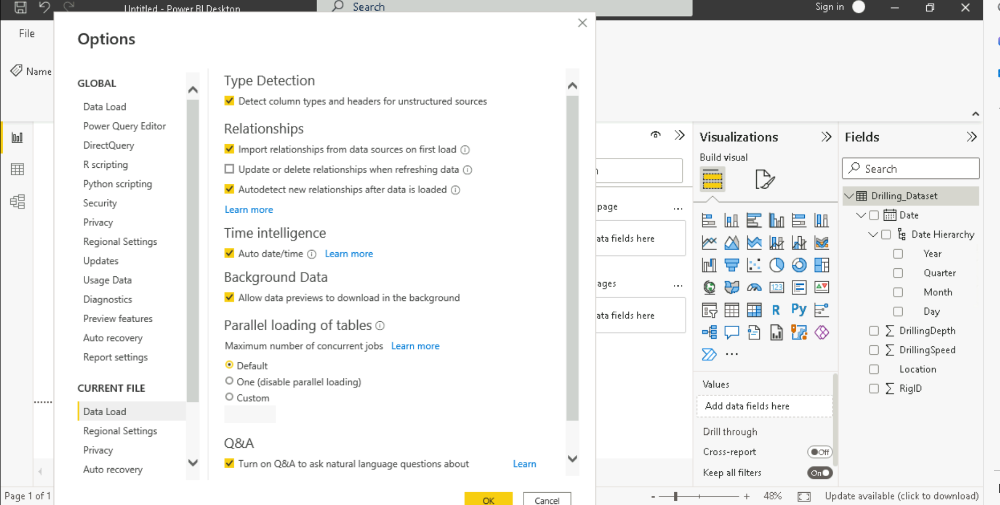 Untitled - Power BI Desktop
Search
Sign in
File
Name
Options
GLOBAL
Data Load
Power Query Editor
DirectQuery
R scripting
Python scripting
Security
Privacy
Regional Settings
Updates
Usage Data
Diagnostics
Preview features
Auto recovery
Report settings
CURRENT FILE
Data Load
Regional Settings
Privacy
Auto recovery
Type Detection
Detect column types and headers for unstructured sources
Relationships
Import relationships from data sources on first load
Update or delete relationships when refreshing data
Autodetect new relationships after data is loaded
Learn more
Time intelligence
Auto date/time Learn more
Background Data
Allow data previews to download in the background
Parallel loading of tables
Maximum number of concurrent jobs Learn more
Default
One (disable parallel loading)
Custom
Q&A
Turn on Q&A to ask natural language questions about Learn
OK
Cancel
page
...
ata fields here
ages
...
ata fields here
Visualizations
Build visual
123
R
Py
...
Values
Add data fields here
Drill through
Cross-report Off
Keep all filters On
Fields
Search
Drilling_Dataset
Date
Date Hierarchy
Year
Quarter
Month
Day
DrillingDepth
DrillingSpeed
Location
RigID
Page 1 of 1
- + 48%
Update available (click to download)